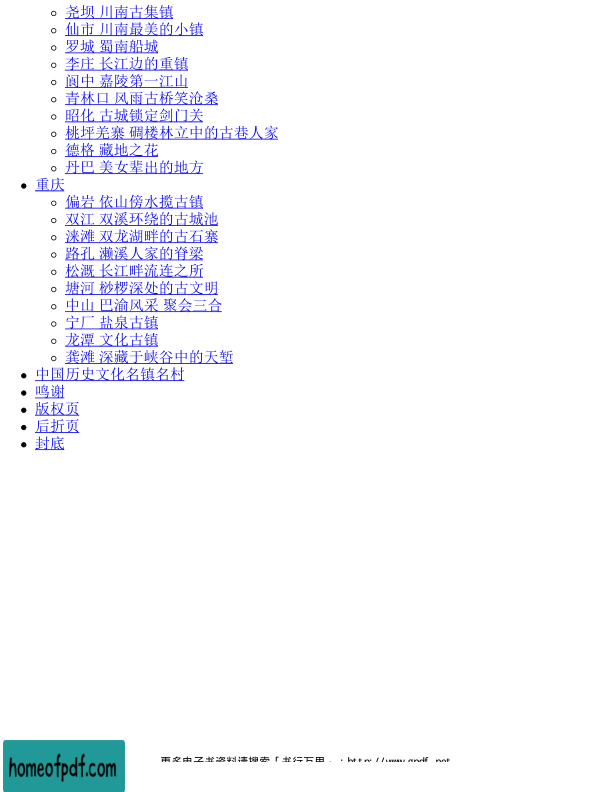 尧坝 川南古集镇
仙市 川南最美的小镇
罗城 蜀南船城
李庄 长江边的重镇
阆中 嘉陵第一江山
青林口 风雨古桥笑沧桑
昭化 古城锁定剑门关
桃坪羌寨 碉楼林立中的古巷人家
德格 藏地之花
丹巴 美女辈出的地方
重庆
偏岩 依山傍水揽古镇
双江 双溪环绕的古城池
涞滩 双龙湖畔的古石寨
路孔 濑溪人家的脊梁
松溉 长江畔流连之所
塘河 桫椤深处的古文明
中山 巴渝风采 聚会三合
宁厂 盐泉古镇
龙潭 文化古镇
龚滩 深藏于峡谷中的天堑
中国历史文化名镇名村
鸣谢
版权页
后折页
封底
更多电子书资料请搜索「书行万里」：http://www.gpdf.net
homeofpdf.com